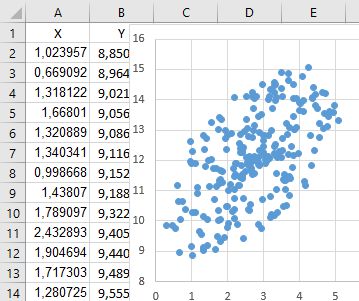 A B C D E
1 X Y
2 1,023957 8,850
3 0,669092 8,964
4 1,318122 9,021
5 1,66801 9,056
6 1,320889 9,086
7 1,340341 9,116
8 0,998668 9,152
9 1,43807 9,188
10 1,789097 9,322
11 2,432893 9,405
12 1,904694 9,440
13 1,717303 9,489
14 1,280725 9,555
16
15
14
13
12
11
10
9
8
0 1 2 3 4 5